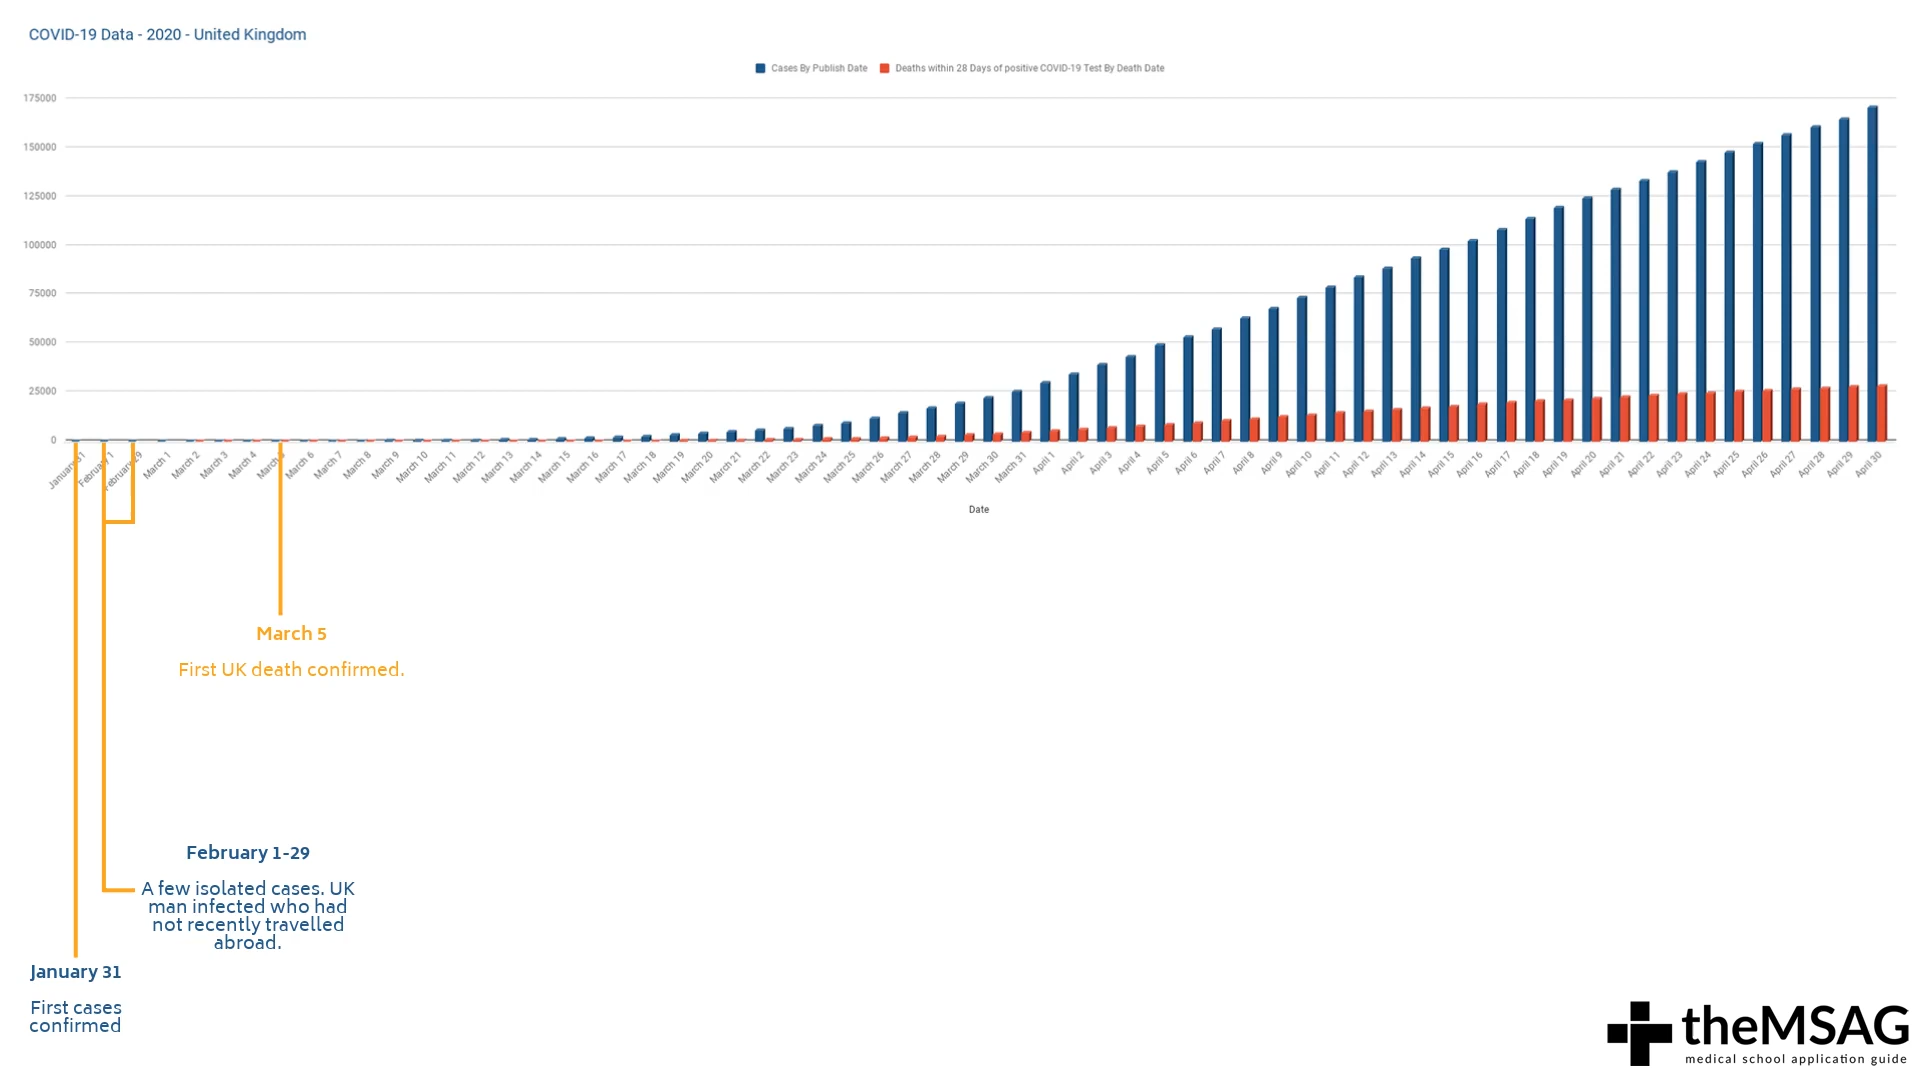 COVID-19 Data - 2020 - United Kingdom
Cases By Publish Date
Deaths within 28 Days of positive COVID-19 Test By Death Date
175000
150000
125000
100000
75000
50000
25000
0
January 31
February 1
February 29
March 1
March 2
March 3
March 4
March 5
March 6
March 7
March 8
March 9
March 10
March 11
March 12
March 13
March 14
March 15
March 16
March 17
March 18
March 19
March 20
March 21
March 22
March 23
March 24
March 25
March 26
March 27
March 28
March 29
March 30
March 31
April 1
April 2
April 3
April 4
April 5
April 6
April 7
April 8
April 9
April 10
April 11
April 12
April 13
April 14
April 15
April 16
April 17
April 18
April 19
April 20
April 21
April 22
April 23
April 24
April 25
April 26
April 27
April 28
April 29
April 30
Date
March 5
First UK death confirmed.
February 1-29
A few isolated cases. UK
man infected who had
not recently travelled
abroad.
January 31
First cases
confirmed
theMSAG
medical school application guide